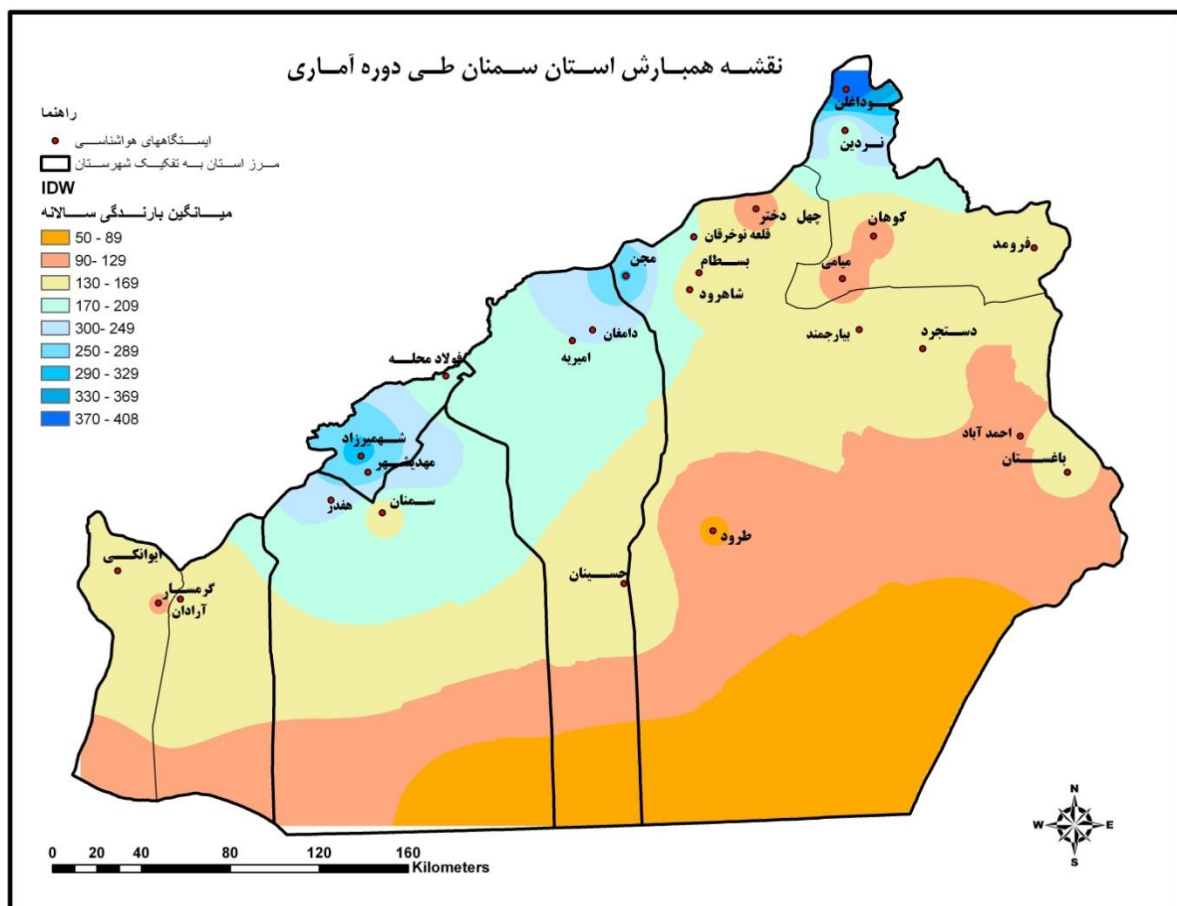 نقشه همبارش استان سمنان طی دوره آماری
راهنما
ایستگاههای هواشناسی
مرز استان به تفکیک شهرستان
IDW
میانگین بارندگی سالانه
50 - 89
90- 129
130 - 169
170 - 209
300- 249
250 - 289
290 - 329
330 - 369
370 - 408
سوداغلن
نردین
چهل دختر
کوهان
فرومد
قلعه نوخرقان
بسطام
میامی
شاهرود
مجن
دامغان
امیریه
بیارجمند
دستجرد
فولاد محله
شهمیرزاد
مهدیشهر
احمد آباد
باغستان
هفدر
سمنان
طرود
ایوانکی
حسینان
گرمسار
آرادان
N
W
E
S
0 20 40 80 120 160
Kilometers